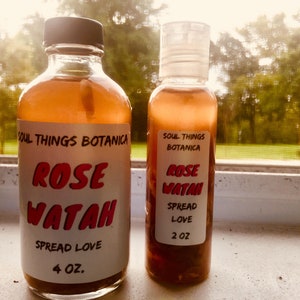 SOUL THINGS BOTANICA
ROSE
WATAH
SPREAD LOVE
4 OZ.
SOUL THINGS
BOTANICA
ROSE
WATAH
SPREAD
LOVE
2 OZ